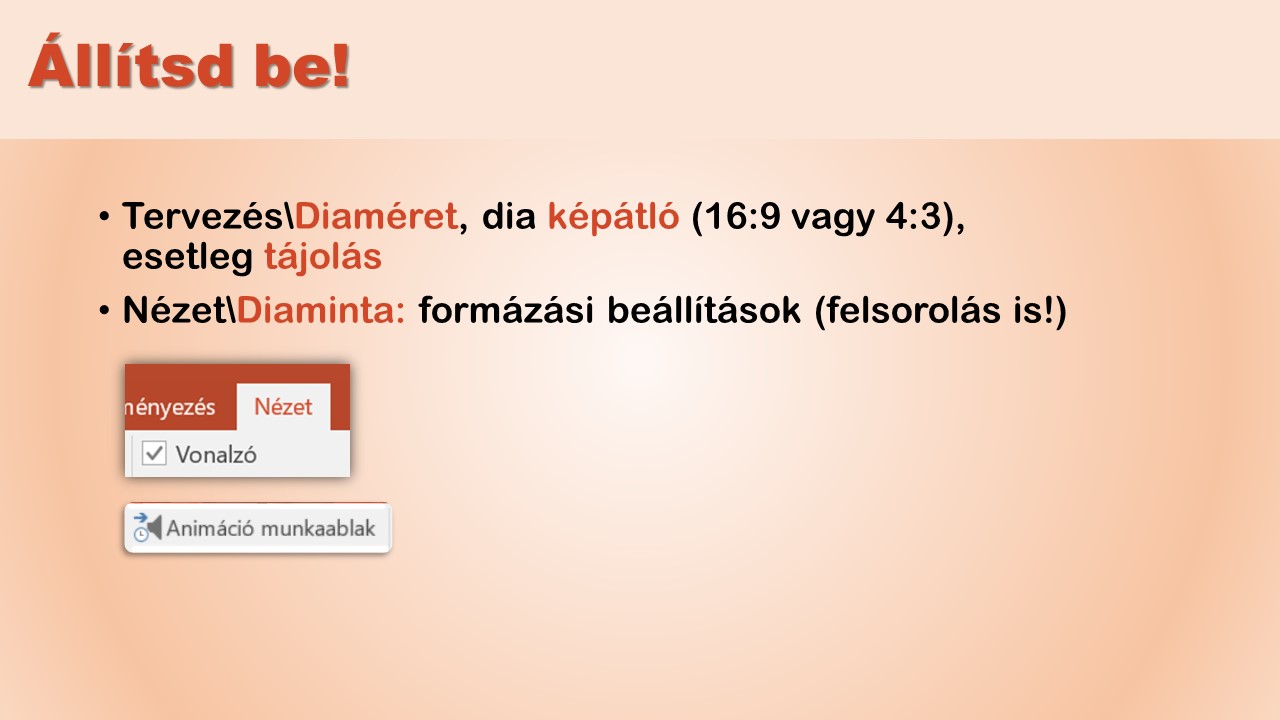 Állítsd be!
• Tervezés\Diaméret, dia képátló (16:9 vagy 4:3),
esetleg tájolás
• Nézet\Diaminta: formázási beállítások (felsorolás is!)
ményezés Nézet
Vonalzó
Animáció munkaablak